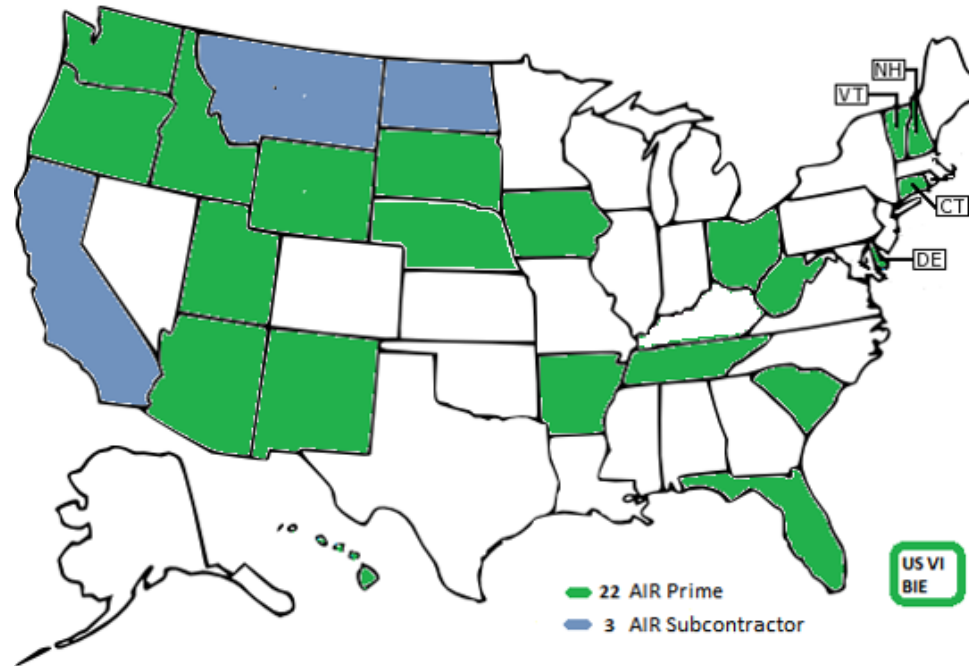 NH
VT
CT
DE
US VI
BIE
22 AIR Prime
3 AIR Subcontractor